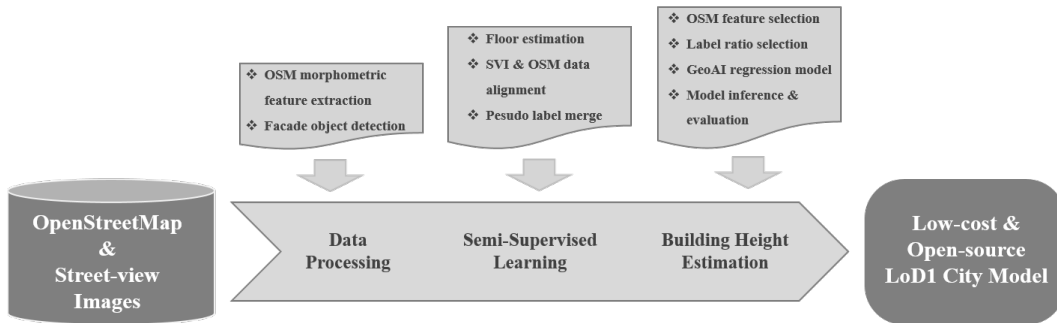 OSM morphometric
feature extraction
Facade object detection
Floor estimation
SVI & OSM data
alignment
Pesudo label merge
OSM feature selection
Label ratio selection
GeoAI regression model
Model inference &
evaluation
OpenStreetMap
&
Street-view
Images
Data
Processing
Semi-Supervised
Learning
Building Height
Estimation
Low-cost &
Open-source
LoD1 City Model